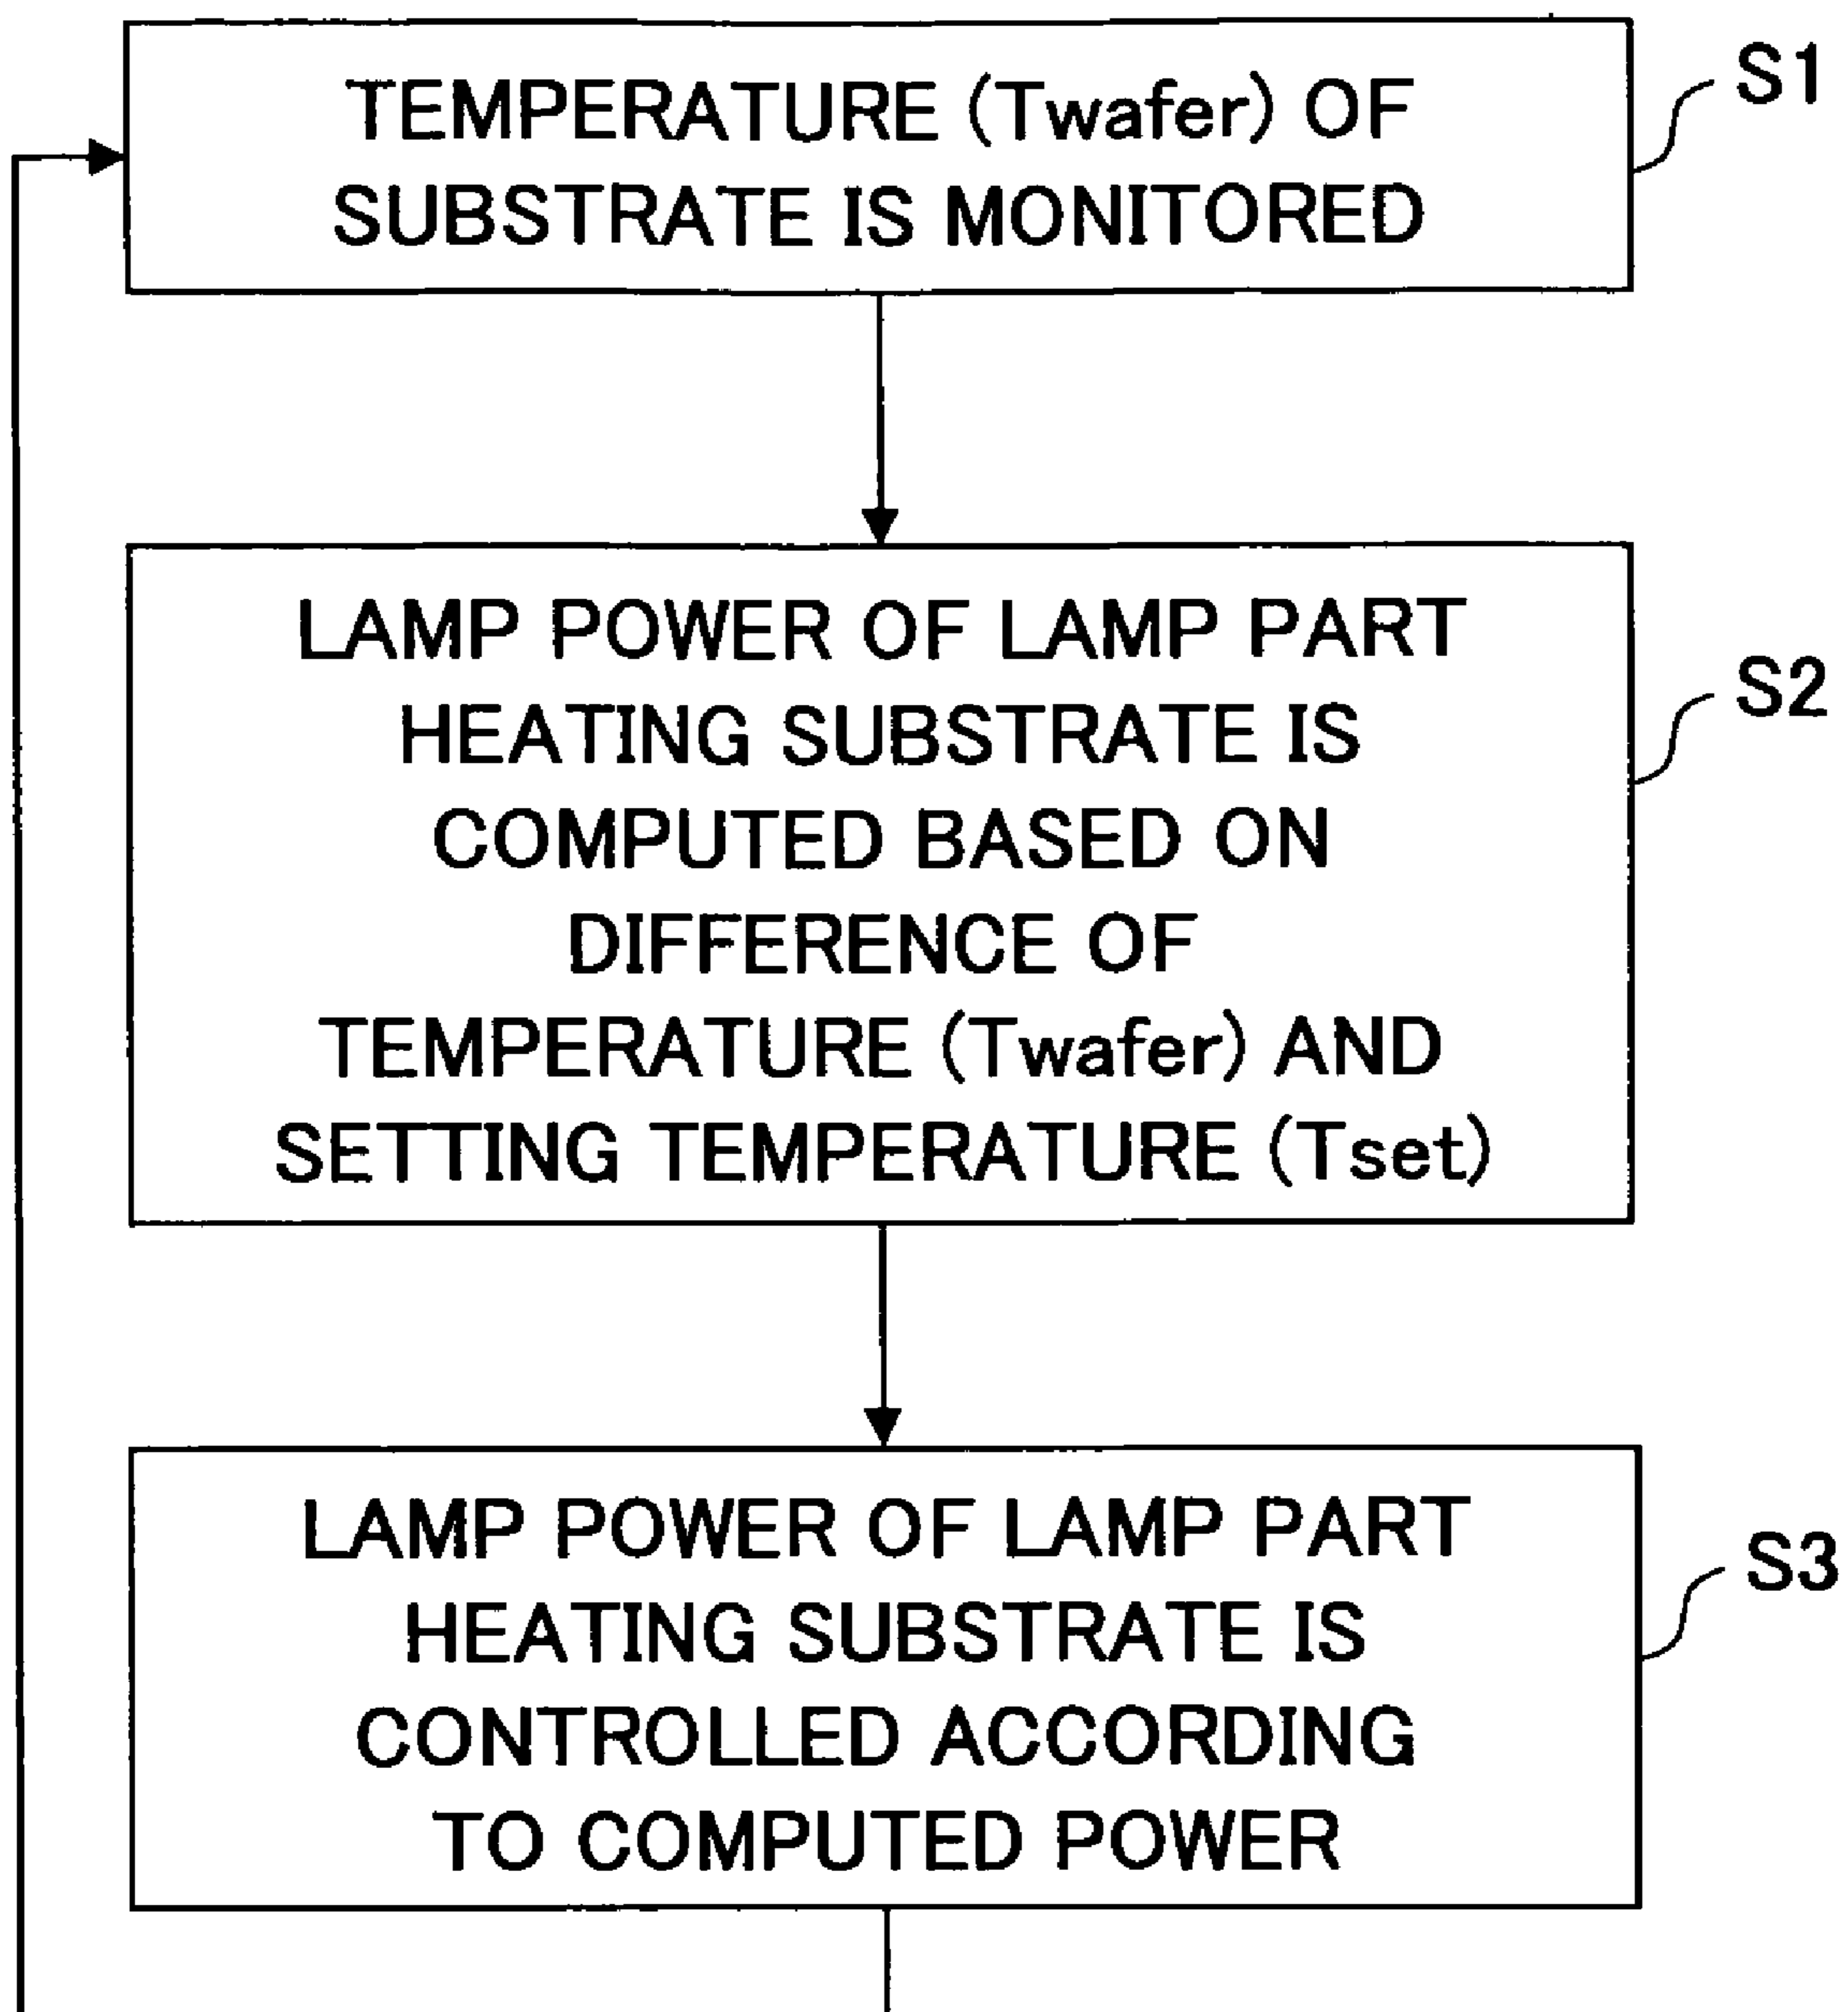 TEMPERATURE (Twafer) OF
SUBSTRATE IS MONITORED
S1
LAMP POWER OF LAMP PART
HEATING SUBSTRATE IS
COMPUTED BASED ON
DIFFERENCE OF
TEMPERATURE (Twafer) AND
SETTING TEMPERATURE (Tset)
S2
LAMP POWER OF LAMP PART
HEATING SUBSTRATE IS
CONTROLLED ACCORDING
TO COMPUTED POWER
S3